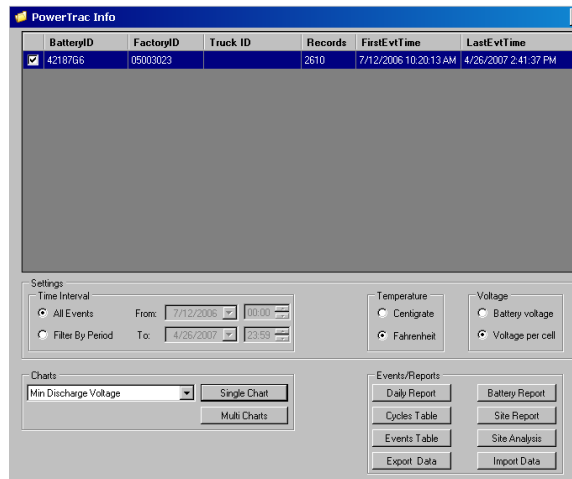 PowerTrac Info
BatteryID FactoryID Truck ID Records FirstEvtTime LastEvtTime
42187G6 05003023 2610 7/12/2006 10:20:13 AM 4/26/2007 2:41:37 PM
Settings
Time Interval
All Events From: 7/12/2006 00:00
Filter By Period To: 4/26/2007 23:59
Temperature
Centigrate
Fahrenheit
Voltage
Battery voltage
Voltage per cell
Charts
Min Discharge Voltage Single Chart
Multi Charts
Events/Reports
Daily Report Battery Report
Cycles Table Site Report
Events Table Site Analysis
Export Data Import Data